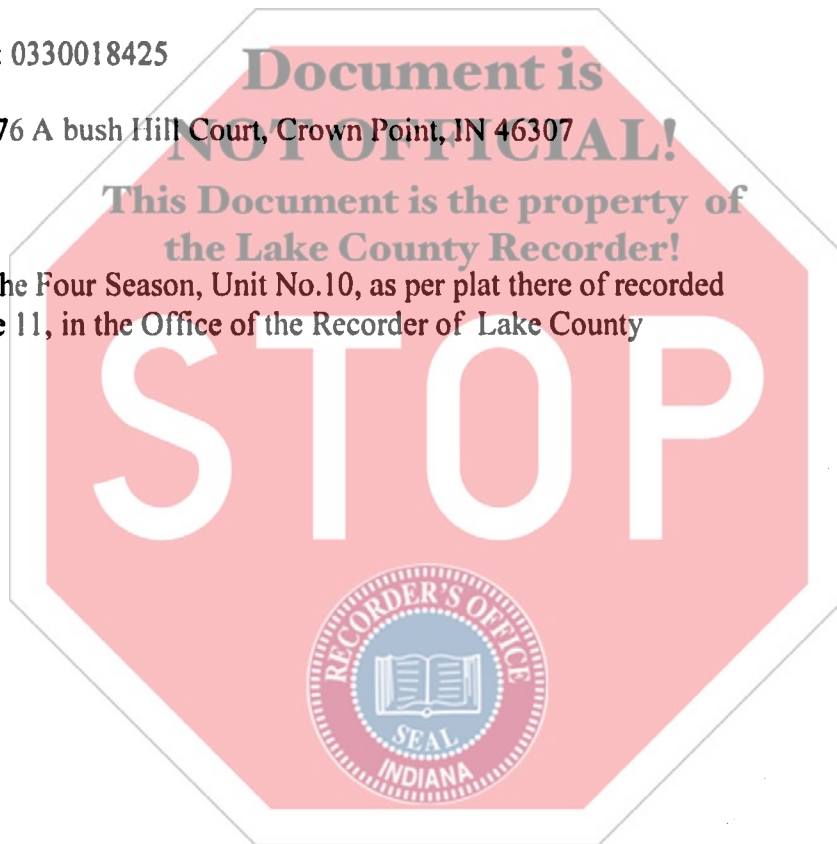 : 0330018425
Document is
76 A bush Hill Court, Crown Point, IN 46307
NOT OFFICIAL!
This Document is the property of
the Lake County Recorder!
he Four Season, Unit No.10, as per plat there of recorded
e 11, in the Office of the Recorder of Lake County
STOP
RECORDER'S OFFICE
SEAL
INDIANA